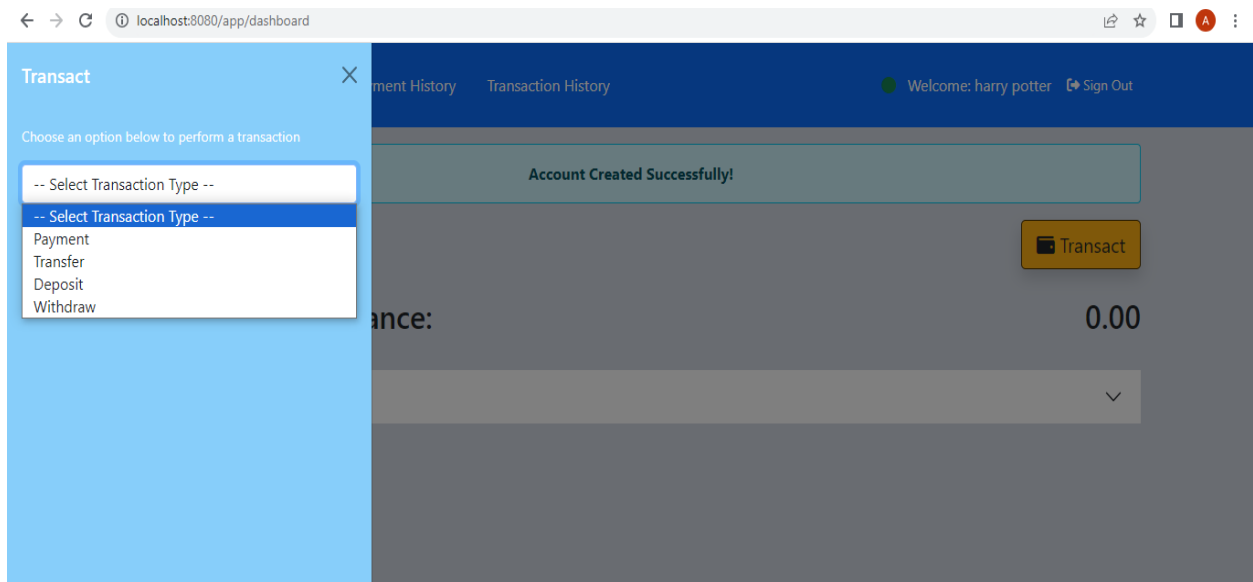 localhost:8080/app/dashboard
A
Transact
ment History Transaction History Welcome: harry potter Sign Out
Choose an option below to perform a transaction
Account Created Successfully!
-- Select Transaction Type --
-- Select Transaction Type --
Payment
Transfer
Deposit
Withdraw
Transact
ance: 0.00